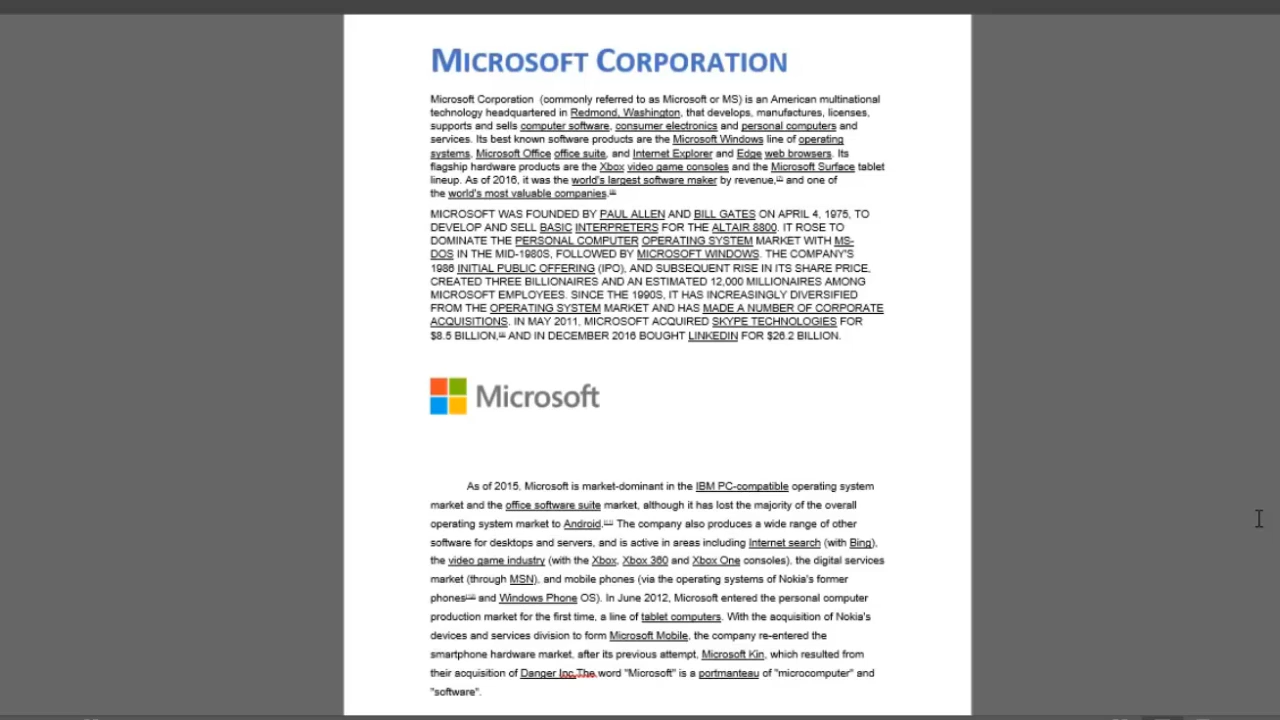 MICROSOFT CORPORATION
Microsoft Corporation (commonly referred to as Microsoft or MS) is an American multinational
technology headquartered in Redmond, Washington, that develops, manufactures, licenses,
supports and sells computer software, consumer electronics and personal computers and
services. Its best known software products are the Microsoft Windows line of operating
systems, Microsoft Office office suite, and Internet Explorer and Edge web browsers. Its
flagship hardware products are the Xbox video game consoles and the Microsoft Surface tablet
lineup. As of 2016, it was the world's largest software maker by revenue, and one of
the world's most valuable companies.
MICROSOFT WAS FOUNDED BY PAUL ALLEN AND BILL GATES ON APRIL 4, 1975, TO
DEVELOP AND SELL BASIC INTERPRETERS FOR THE ALTAIR 8800. IT ROSE TO
DOMINATE THE PERSONAL COMPUTER OPERATING SYSTEM MARKET WITH MS-
DOS IN THE MID-1980S, FOLLOWED BY MICROSOFT WINDOWS. THE COMPANY'S
1986 INITIAL PUBLIC OFFERING (IPO), AND SUBSEQUENT RISE IN ITS SHARE PRICE,
CREATED THREE BILLIONAIRES AND AN ESTIMATED 12,000 MILLIONAIRES AMONG
MICROSOFT EMPLOYEES. SINCE THE 1990S, IT HAS INCREASINGLY DIVERSIFIED
FROM THE OPERATING SYSTEM MARKET AND HAS MADE A NUMBER OF CORPORATE
ACQUISITIONS. IN MAY 2011, MICROSOFT ACQUIRED SKYPE TECHNOLOGIES FOR
$8.5 BILLION, AND IN DECEMBER 2016 BOUGHT LINKEDIN FOR $26.2 BILLION.
Microsoft
As of 2015, Microsoft is market-dominant in the IBM PC-compatible operating system
market and the office software suite market, although it has lost the majority of the overall
operating system market to Android. The company also produces a wide range of other
software for desktops and servers, and is active in areas including Internet search (with Bing),
the video game industry (with the Xbox, Xbox 360 and Xbox One consoles), the digital services
market (through MSN), and mobile phones (via the operating systems of Nokia's former
phones and Windows Phone OS). In June 2012, Microsoft entered the personal computer
production market for the first time, a line of tablet computers. With the acquisition of Nokia's
devices and services division to form Microsoft Mobile, the company re-entered the
smartphone hardware market, after its previous attempt, Microsoft Kin, which resulted from
their acquisition of Danger Inc.The word "Microsoft" is a portmanteau of "microcomputer" and
"software".